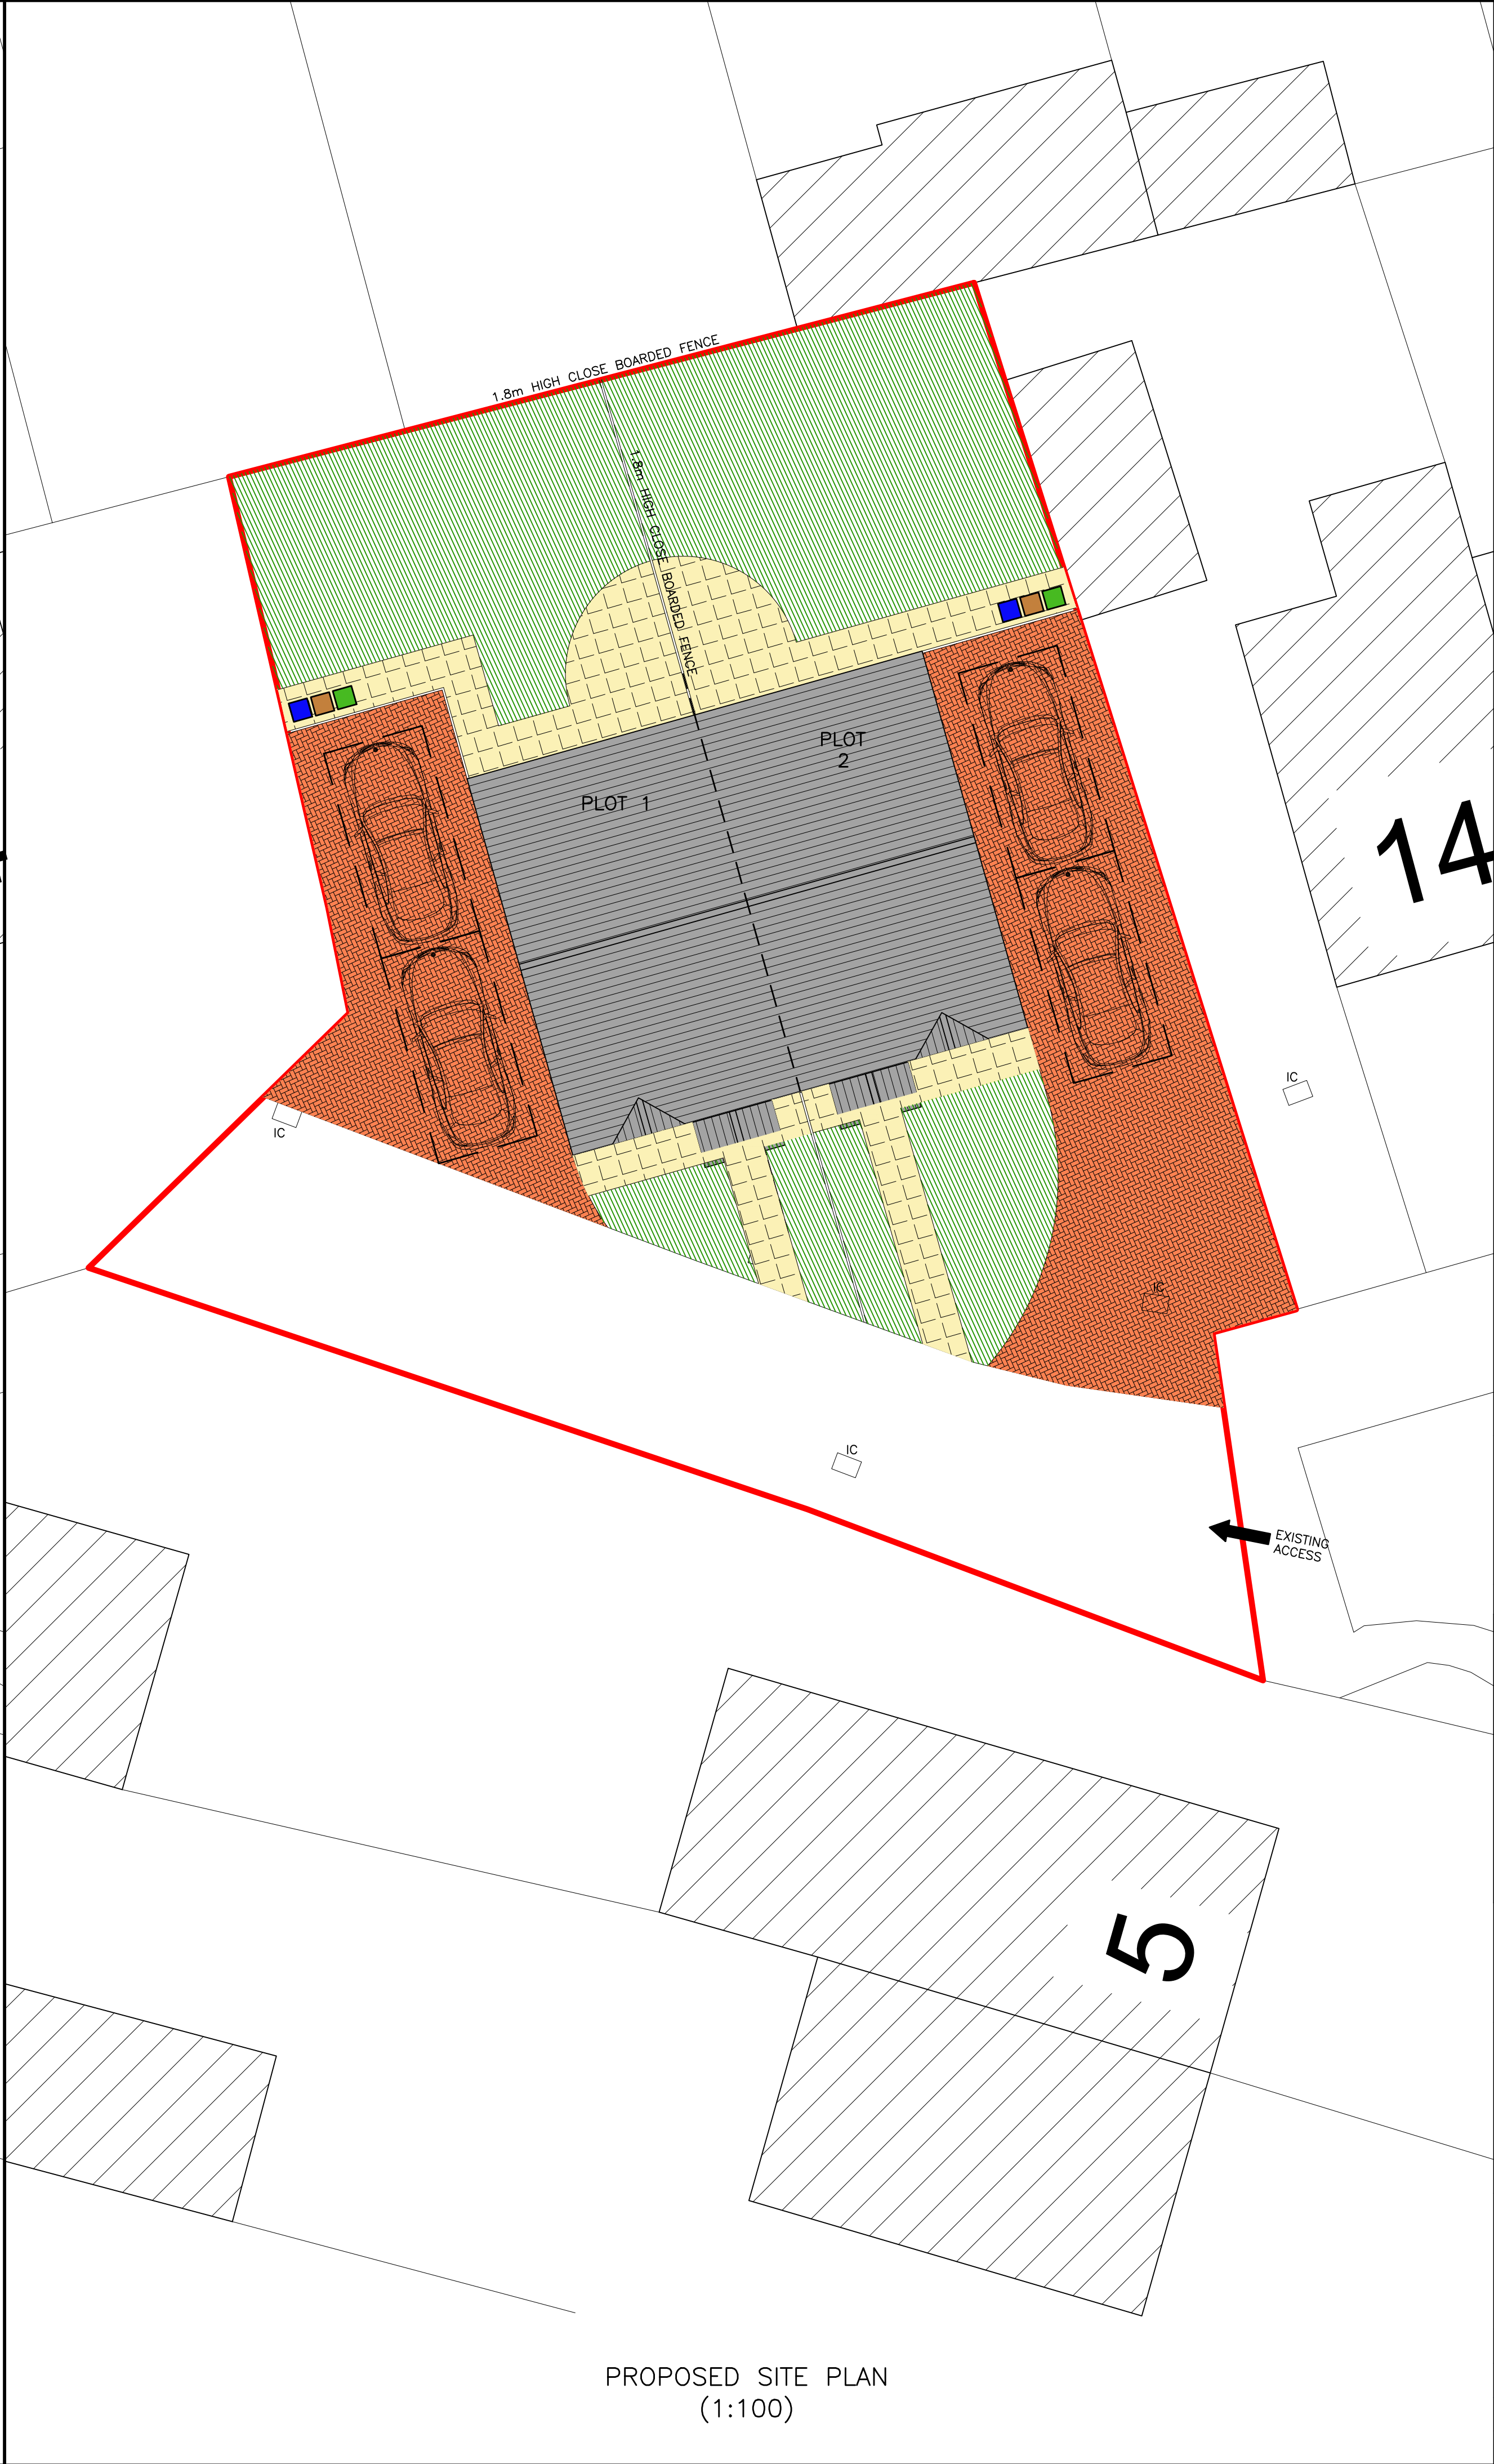 1.8m HIGH CLOSE BOARDED FENCE
1.8m HIGH CLOSE BOARDED FENCE
PLOT
2
PLOT 1
14
IC
IC
IC
IC
EXISTING
ACCESS
5
PROPOSED SITE PLAN
(1:100)